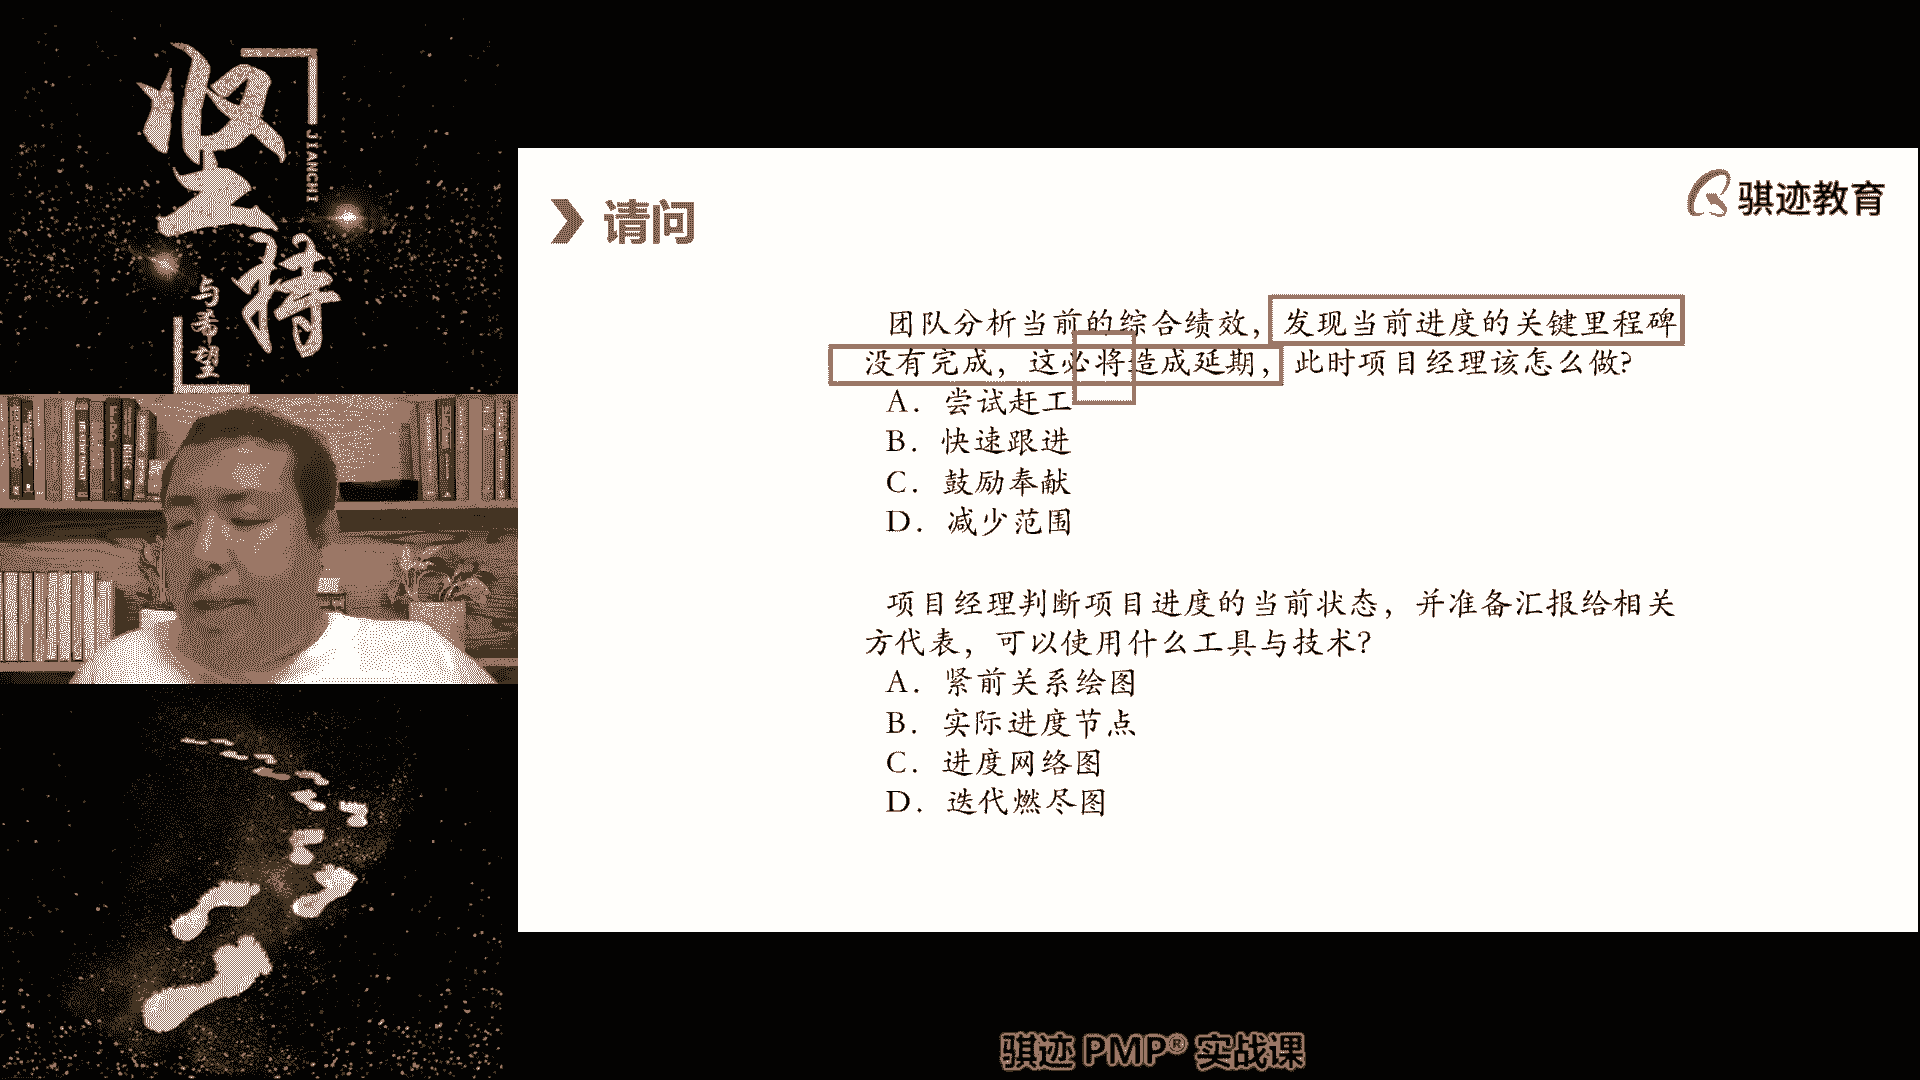 坚持
JIANCHI
与希望
请问
骐迹教育
团队分析当前的综合绩效，发现当前进度的关键里程碑
没有完成，这必将造成延期，此时项目经理该怎么做？
A. 尝试赶工
B. 快速跟进
C. 鼓励奉献
D. 减少范围
项目经理判断项目进度的当前状态，并准备汇报给相关
方代表，可以使用什么工具与技术？
A. 紧前关系绘图
B. 实际进度节点
C. 进度网络图
D. 迭代燃尽图
骐迹 PMP® 实战课